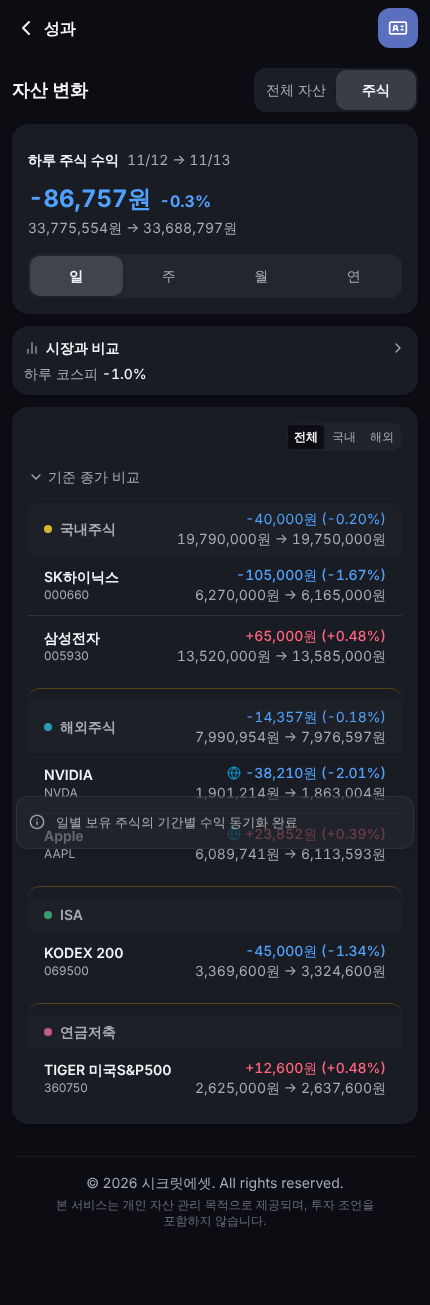 성과
자산 변화
전체 자산 주식
하루 주식 수익 11/12 → 11/13
-86,757원 -0.3%
33,775,554원 → 33,688,797원
일 주 월 연
시장과 비교
하루 코스피 -1.0%
전체 국내 해외
기준 종가 비교
국내주식 -40,000원 (-0.20%)
19,790,000원 → 19,750,000원
SK하이닉스 -105,000원 (-1.67%)
000660 6,270,000원 → 6,165,000원
삼성전자 +65,000원 (+0.48%)
005930 13,520,000원 → 13,585,000원
해외주식 -14,357원 (-0.18%)
7,990,954원 → 7,976,597원
NVIDIA -38,210원 (-2.01%)
NVDA 1,901,214원 → 1,863,004원
일별 보유 주식의 기간별 수익 동기화 완료
Apple +23,852원 (+0.39%)
AAPL 6,089,741원 → 6,113,593원
ISA
KODEX 200 -45,000원 (-1.34%)
069500 3,369,600원 → 3,324,600원
연금저축
TIGER 미국S&P500 +12,600원 (+0.48%)
360750 2,625,000원 → 2,637,600원
© 2026 시크릿에셋. All rights reserved.
본 서비스는 개인 자산 관리 목적으로 제공되며, 투자 조언을
포함하지 않습니다.